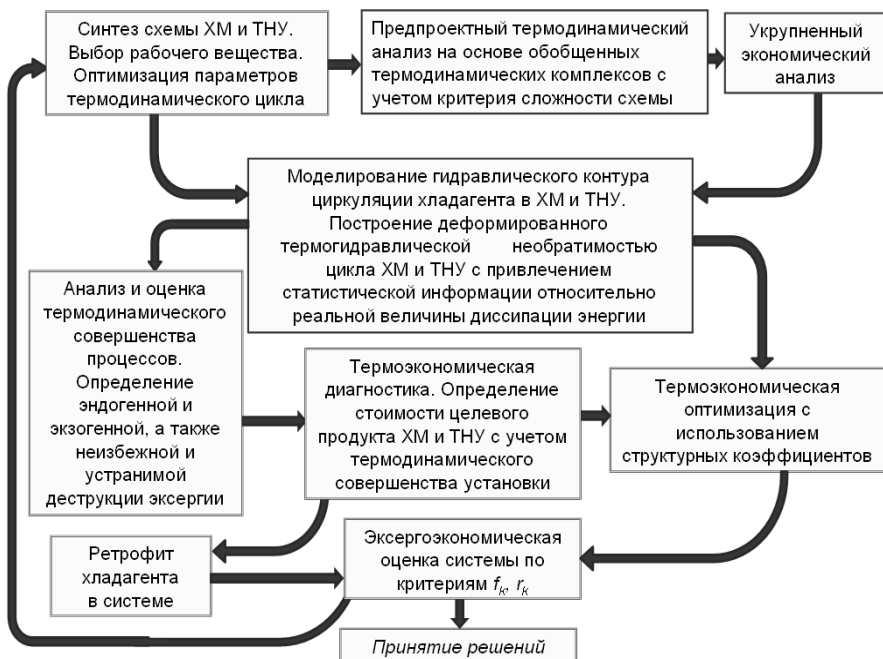 Синтез схемы ХМ и ТНУ.
Выбор рабочего вещества.
Оптимизация параметров
термодинамического цикла
Предпроектный термодинамический
анализ на основе обобщенных
термодинамических комплексов с
учетом критерия сложности схемы
Укрупненный
экономический
анализ
Моделирование гидравлического контура
циркуляции хладагента в ХМ и ТНУ.
Построение деформированного
термогидравлической необратимостью
цикла ХМ и ТНУ с привлечением
статистической информации относительно
реальной величины диссипации энергии
Анализ и оценка
термодинамического
совершенства
процессов.
Определение
эндогенной и
экзогенной, а также
неизбежной и
устранимой
деструкции эксергии
Термоэкономическая
диагностика. Определение
стоимости целевого
продукта ХМ и ТНУ с учетом
термодинамического
совершенства установки
Термоэкономическая
оптимизация с
использованием
структурных коэффициентов
Ретрофит
хладагента
в системе
Эксергоэкономическая
оценка системы по
критериям fk, rk
Принятие решений